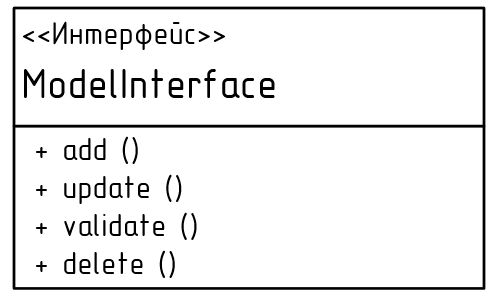 <<Интерфейс>>
ModelInterface
+ add ()
+ update ()
+ validate ()
+ delete ()